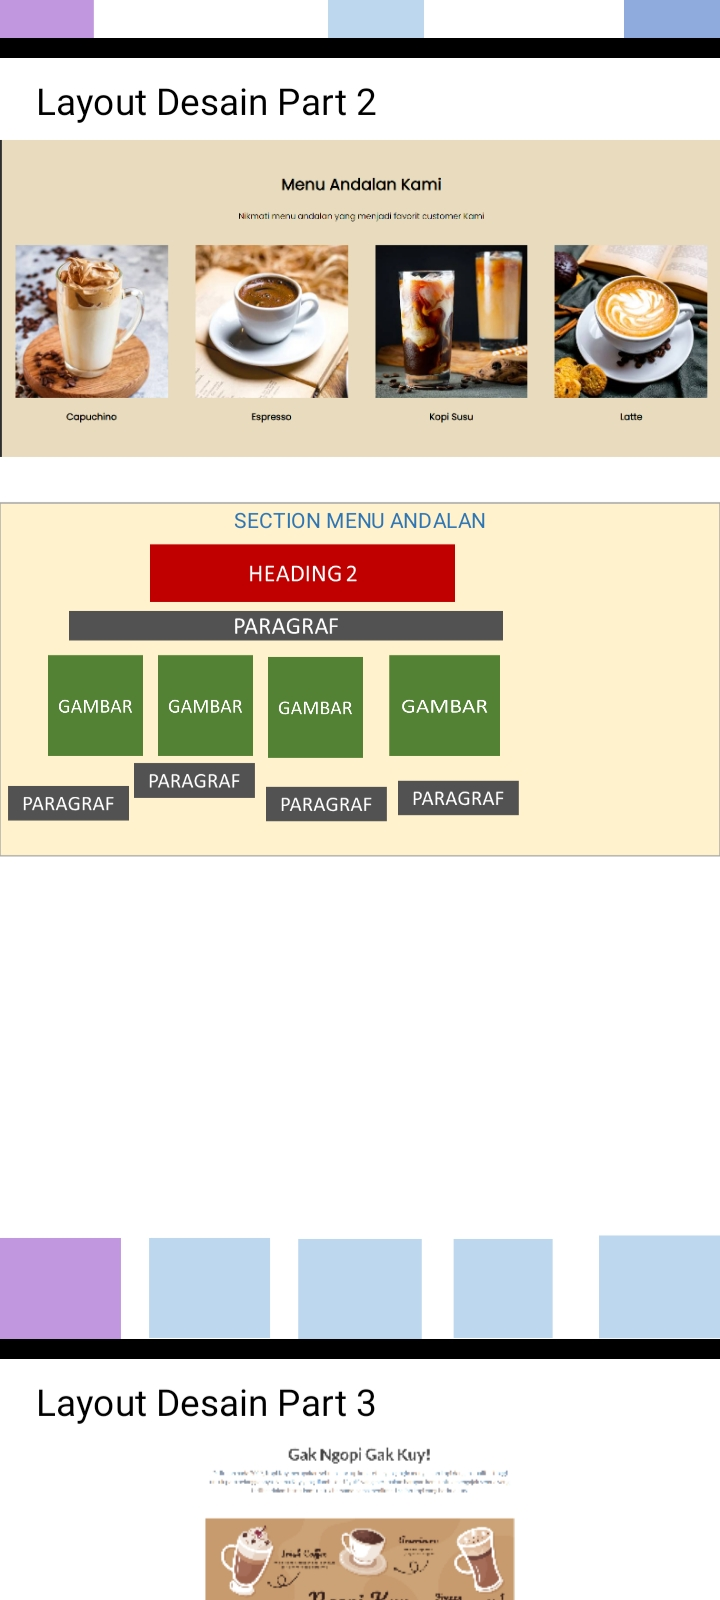 Layout Desain Part 2
Menu Andalan Kami
Nikmati menu andalan yang menjadi favorit customer Kami
Capuchino
Espresso
Kopi Susu
Latte
SECTION MENU ANDALAN
HEADING 2
PARAGRAF
GAMBAR
GAMBAR
GAMBAR
GAMBAR
PARAGRAF
PARAGRAF
PARAGRAF
PARAGRAF
Layout Desain Part 3
Gak Ngopi Gak Kuy!
Fresh Coffee